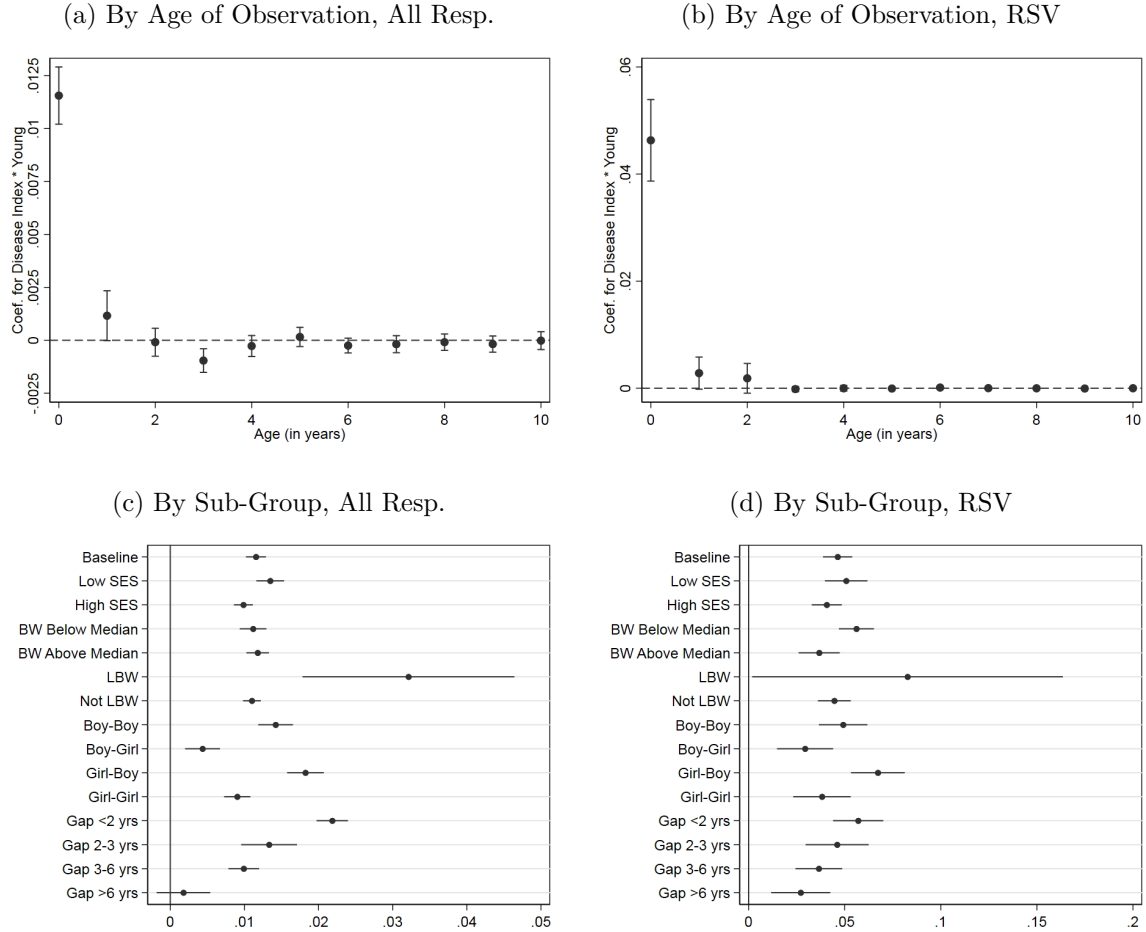 (a) By Age of Observation, All Resp.
Coef. for Disease Index * Young
.0125
.01
.0075
.005
.0025
0
-.0025
0 2 4 6 8 10
Age (in years)
(b) By Age of Observation, RSV
Coef. for Disease Index * Young
.06
.04
.02
0
0 2 4 6 8 10
Age (in years)
(c) By Sub-Group, All Resp.
Baseline
Low SES
High SES
BW Below Median
BW Above Median
LBW
Not LBW
Boy-Boy
Boy-Girl
Girl-Boy
Girl-Girl
Gap <2 yrs
Gap 2-3 yrs
Gap 3-6 yrs
Gap >6 yrs
0 .01 .02 .03 .04 .05
(d) By Sub-Group, RSV
Baseline
Low SES
High SES
BW Below Median
BW Above Median
LBW
Not LBW
Boy-Boy
Boy-Girl
Girl-Boy
Girl-Girl
Gap <2 yrs
Gap 2-3 yrs
Gap 3-6 yrs
Gap >6 yrs
0 .05 .1 .15 .2